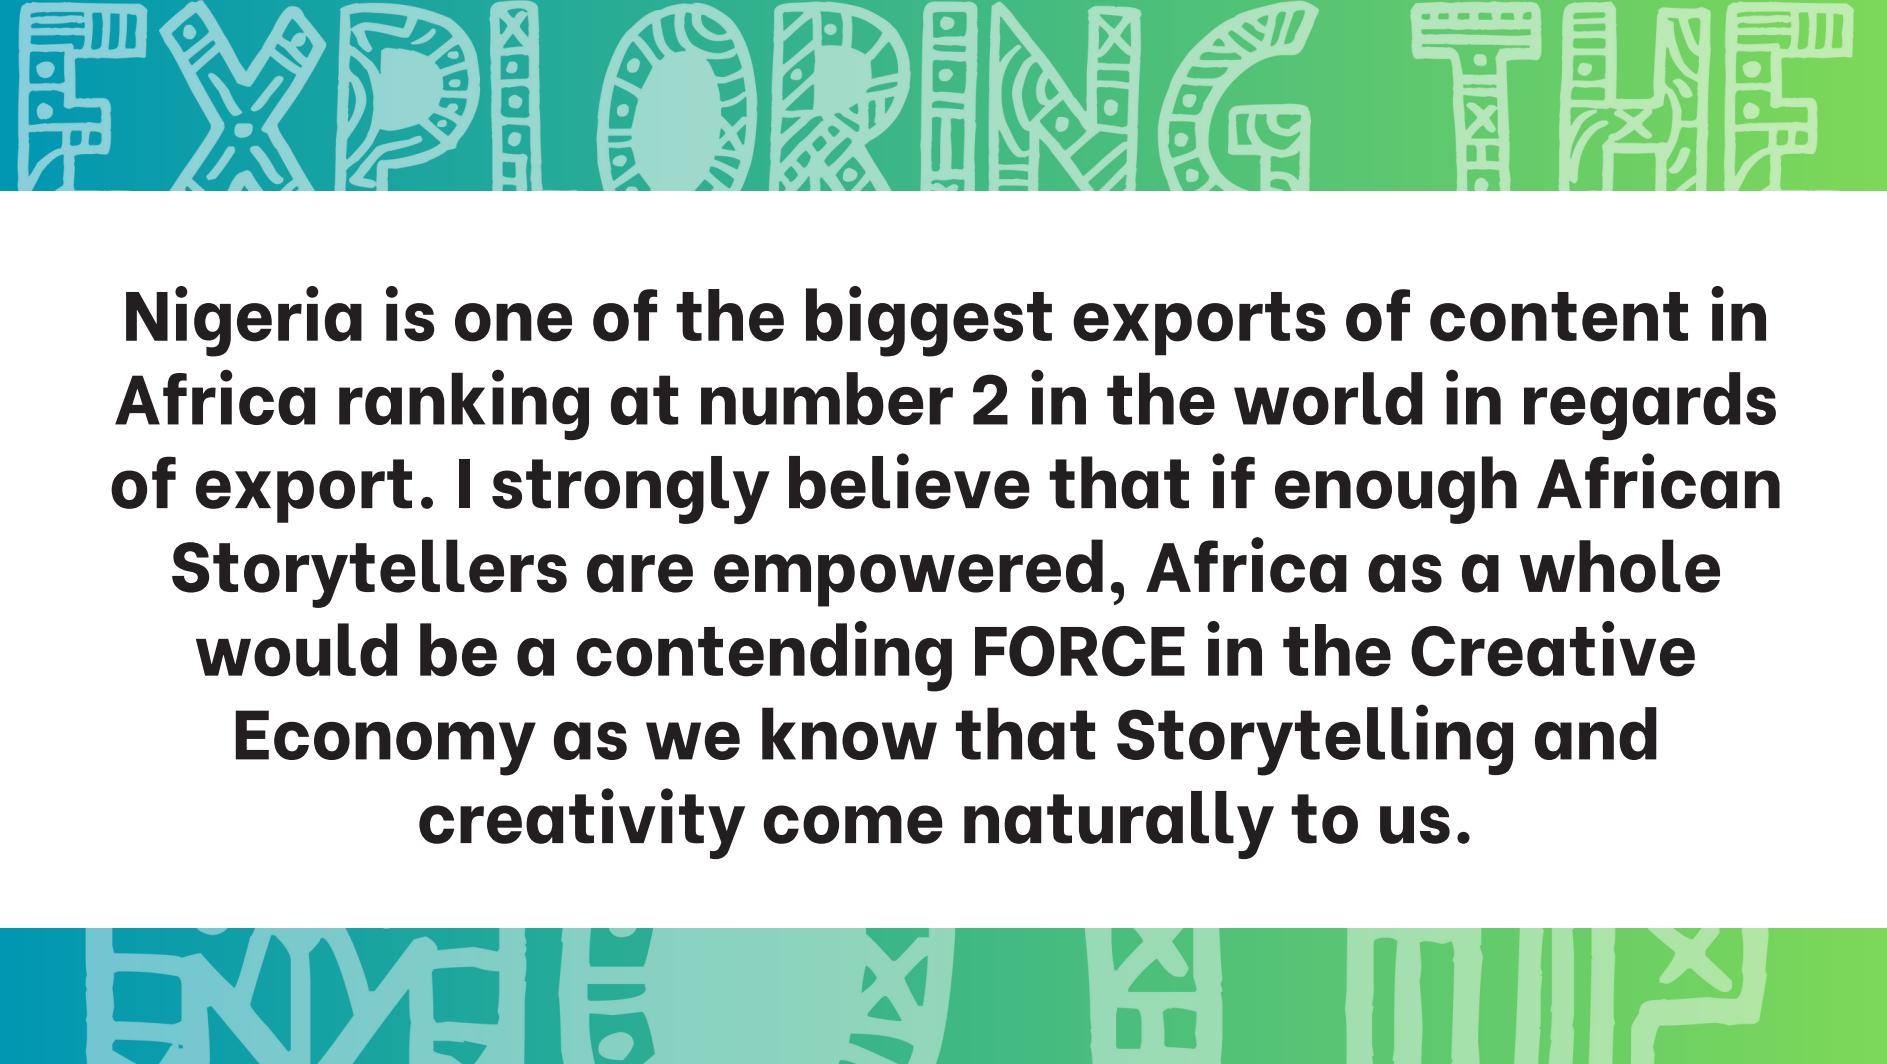 EXPLORING THE
Nigeria is one of the biggest exports of content in
Africa ranking at number 2 in the world in regards
of export. I strongly believe that if enough African
Storytellers are empowered, Africa as a whole
would be a contending FORCE in the Creative
Economy as we know that Storytelling and
creativity come naturally to us.